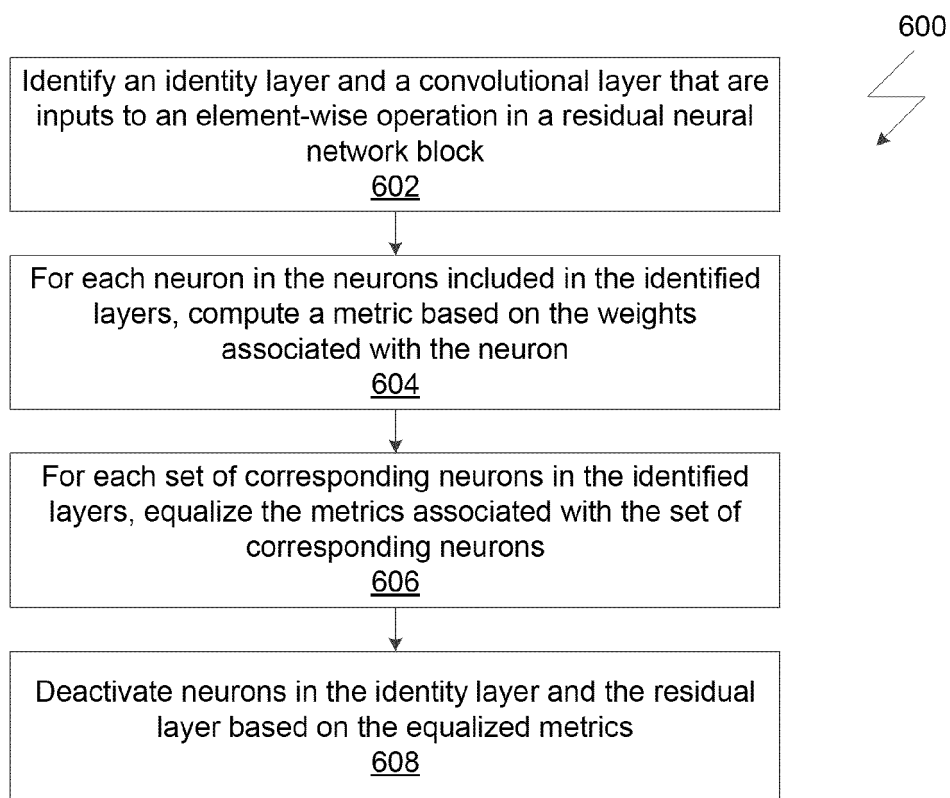 600
Identify an identity layer and a convolutional layer that are
inputs to an element-wise operation in a residual neural
network block
602
For each neuron in the neurons included in the identified
layers, compute a metric based on the weights
associated with the neuron
604
For each set of corresponding neurons in the identified
layers, equalize the metrics associated with the set of
corresponding neurons
606
Deactivate neurons in the identity layer and the residual
layer based on the equalized metrics
608